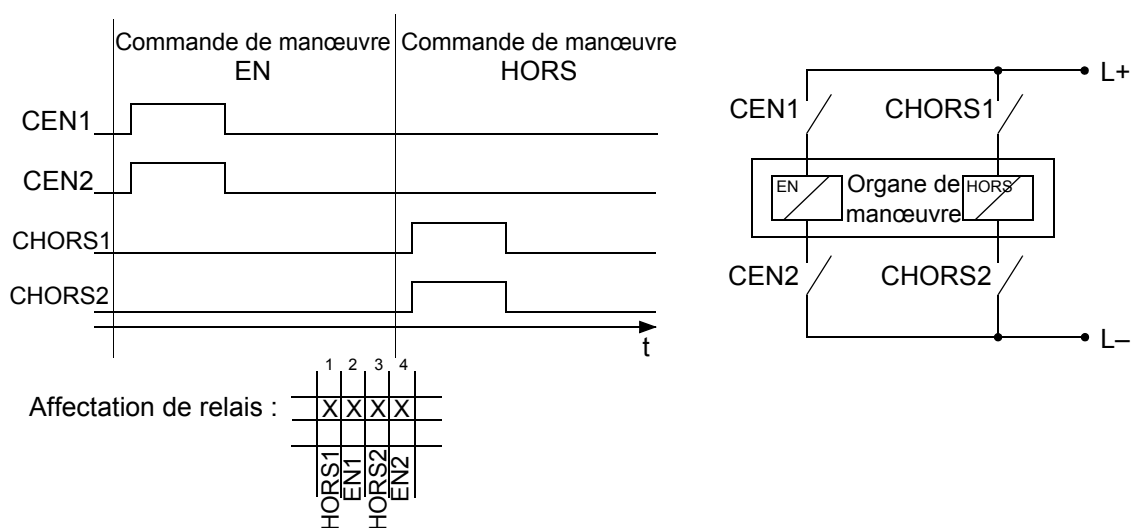 Commande de manœuvre
EN
Commande de manœuvre
HORS
CEN1
CEN2
CHORS1
CHORS2
t
L+
CEN1
CHORS1
EN
Organe de
manœuvre
HORS
CEN2
CHORS2
L–
1 2 3 4
Affectation de relais :
X X X X
HORS1
EN1
HORS2
EN2